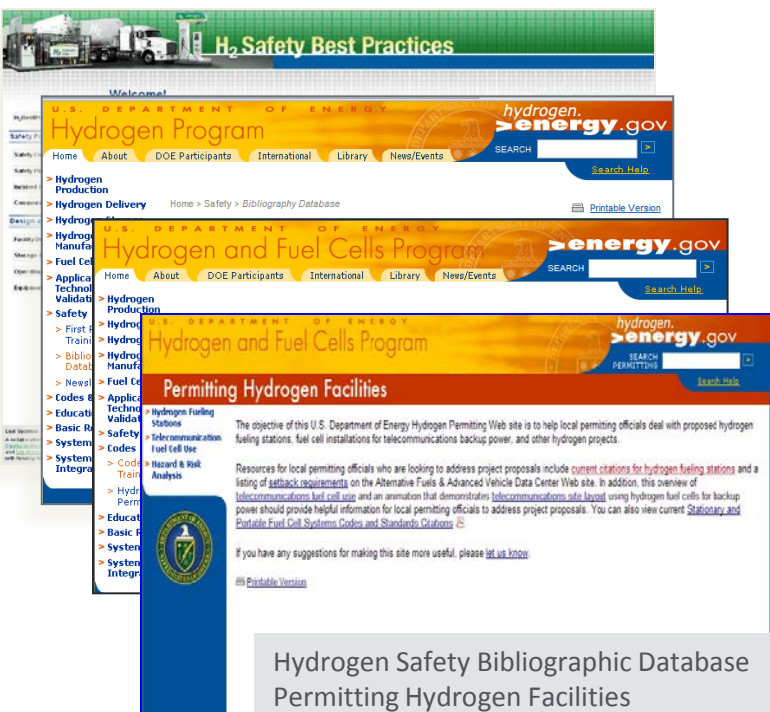 H2 Safety Best Practices
Welcome!
U.S. DEPARTMENT OF ENERGY
Hydrogen Program
hydrogen.
>energy.gov
SEARCH
Search Help
Home About DOE Participants International Library News/Events
> Hydrogen
Production
> Hydrogen Delivery
Home > Safety > Bibliography Database
Printable Version
> Safety
> Codes &
U.S. DEPARTMENT OF ENERGY
Hydrogen and Fuel Cells Program
>energy.gov
SEARCH
Search Help
Home About DOE Participants International Library News/Events
> Hydrogen
Production
> Safety
> Codes
U.S. DEPARTMENT OF ENERGY
Hydrogen and Fuel Cells Program
hydrogen.
>energy.gov
SEARCH
PERMITTING
Search Help
Permitting Hydrogen Facilities
> Hydrogen Fueling
Stations
> Telecommunication
Fuel Cell Use
> Hazard & Risk
Analysis
The objective of this U.S. Department of Energy Hydrogen Permitting Web site is to help local permitting officials deal with proposed hydrogen
fueling stations, fuel cell installations for telecommunications backup power, and other hydrogen projects.
Resources for local permitting officials who are looking to address project proposals include current citations for hydrogen fueling stations and a
listing of setback requirements on the Alternative Fuels & Advanced Vehicle Data Center Web site. In addition, this overview of
telecommunications fuel cell use and an animation that demonstrates telecommunications site layout using hydrogen fuel cells for backup
power should provide helpful information for local permitting officials to address project proposals. You can also view current Stationary and
Portable Fuel Cell Systems Codes and Standards Citations
If you have any suggestions for making this site more useful, please let us know.
Printable Version
Hydrogen Safety Bibliographic Database
Permitting Hydrogen Facilities